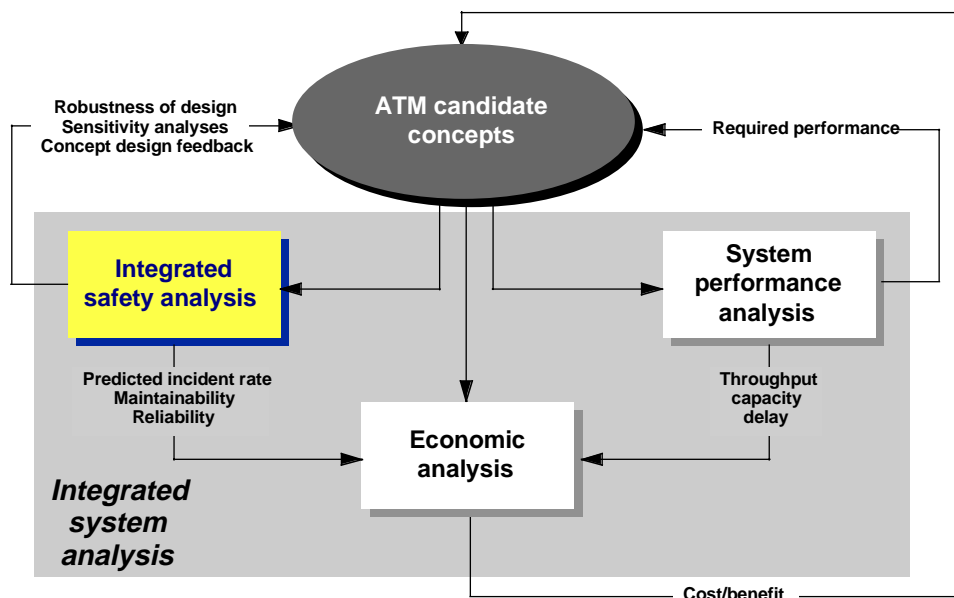 ATM candidate
concepts
Robustness of design
Sensitivity analyses
Concept design feedback
Required performance
Integrated
safety analysis
System
performance
analysis
Predicted incident rate
Maintainability
Reliability
Throughput
capacity
delay
Economic
analysis
Integrated
system
analysis
Cost/benefit